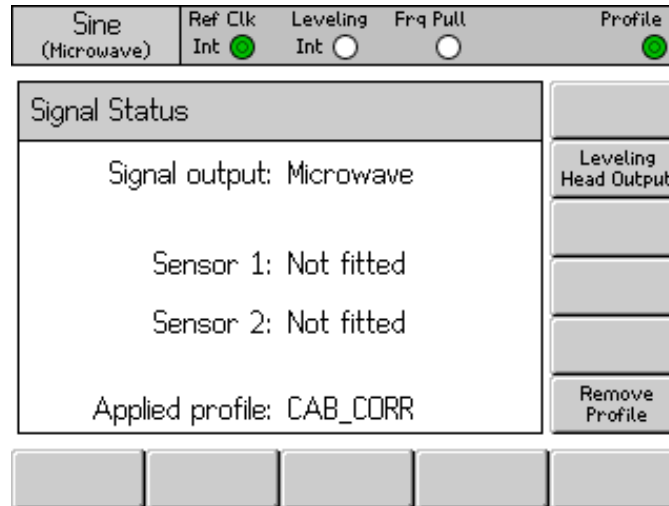 Sine
(Microwave)
Ref Clk
Int
Leveling
Int
Frq Pull
Profile
Signal Status
Signal output: Microwave
Sensor 1: Not fitted
Sensor 2: Not fitted
Applied profile: CAB_CORR
Leveling
Head Output
Remove
Profile